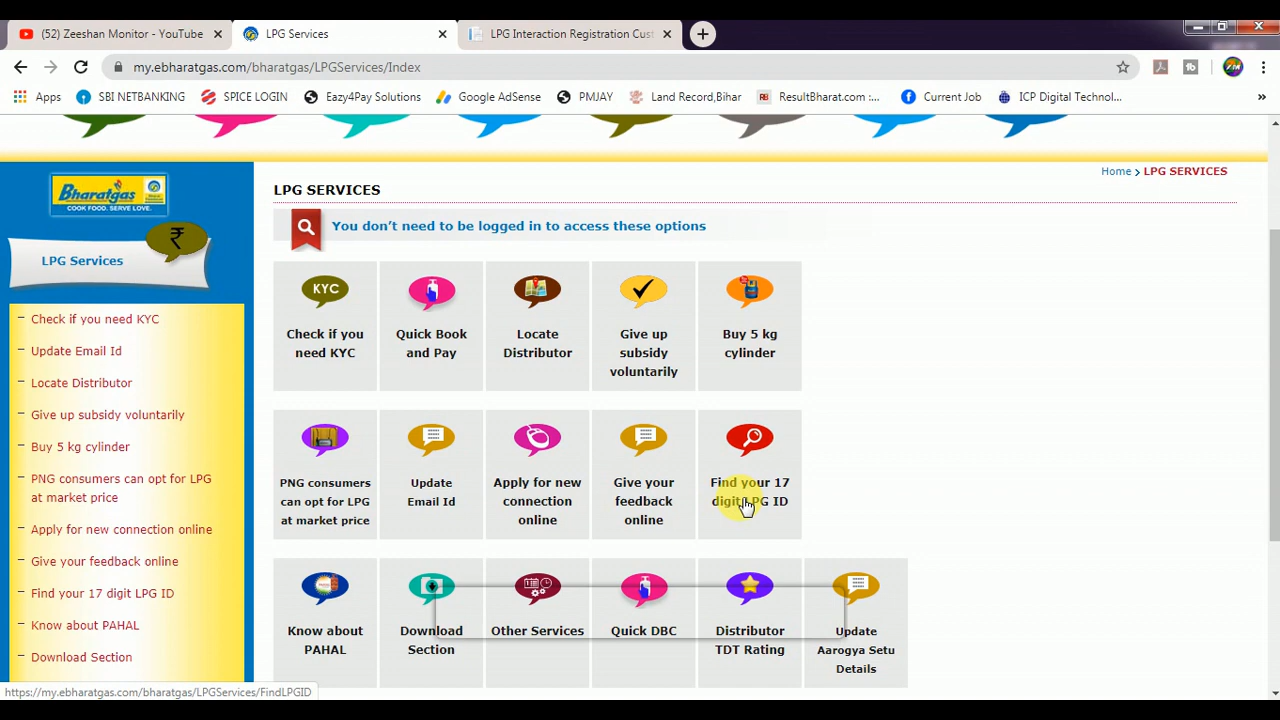 (52) Zeeshan Monitor - YouTube
LPG Services
LPG ID
Registration Cust
my.ebharatgas.com/bharatgas/LPGServices/Index
Apps
SBI NETBANKING
SPICE LOGIN
Eazy4Pay Solutions
Google AdSense
PMJAY
Land Record,Bihar
ResultBharat.com :...
Current Job
ICP Digital Technol...
»
Bharatgas
COOK FOOD. SERVE LOVE.
₹
LPG Services
Check if you need KYC
Update Email Id
Locate Distributor
Give up subsidy voluntarily
Buy 5 kg cylinder
PNG consumers can opt for LPG
at market price
Apply for new connection online
Give your feedback online
Find your 17 digit LPG ID
Know about PAHAL
Download Section
Home > LPG SERVICES
LPG SERVICES
You don't need to be logged in to access these options
KYC
Check if you
need KYC
Quick Book
and Pay
Locate
Distributor
Give up
subsidy
voluntarily
Buy 5 kg
cylinder
PNG consumers
can opt for LPG
at market price
Update
Email Id
Apply for new
connection
online
Give your
feedback
online
Find your 17
digit LPG ID
Know about
PAHAL
Download
Section
Other Services
Quick DBC
Distributor
TDT Rating
Update
Aarogya Setu
Details
https://my.ebharatgas.com/bharatgas/LPGServices/FindLPGID